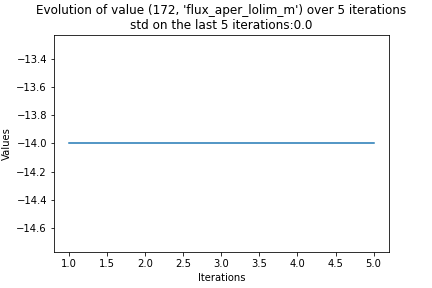 Evolution of value (172, 'flux_aper_lolim_m') over 5 iterations
std on the last 5 iterations:0.0
−13.4
−13.6
−13.8
−14.0
−14.2
−14.4
−14.6
Values
1.0 1.5 2.0 2.5 3.0 3.5 4.0 4.5 5.0
Iterations